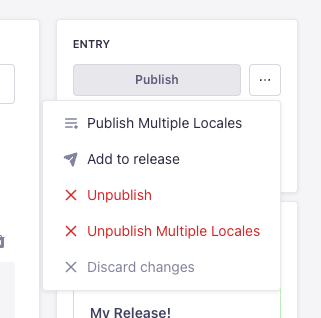 ENTRY
Publish
Publish Multiple Locales
Add to release
Unpublish
Unpublish Multiple Locales
Discard changes
My Release!